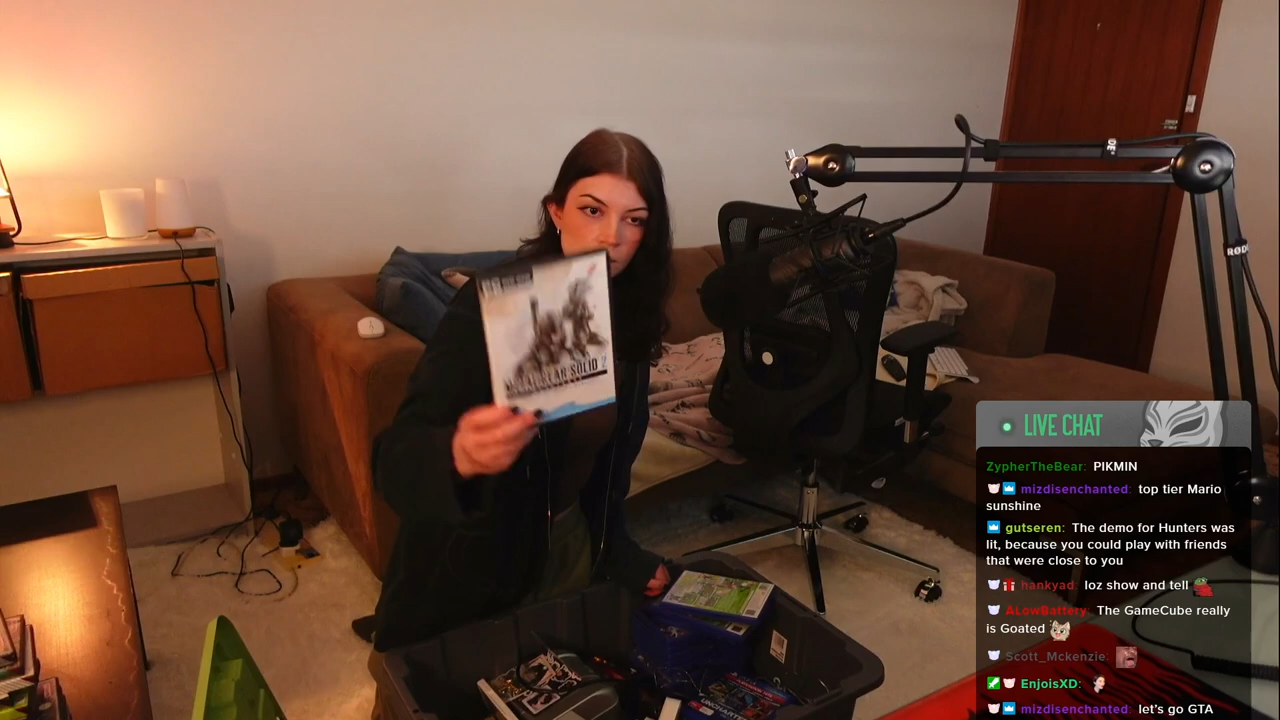 METAL GEAR SOLID 2
RODE
UNCHARTED
LIVE CHAT
ZypherTheBear: PIKMIN
mizdisenchanted: top tier Mario
sunshine
gutseren: The demo for Hunters was
lit, because you could play with friends
that were close to you
hankyad: loz show and tell
ALowBattery: The GameCube really
is Goated
Scott_Mckenzie:
EnjoisXD:
mizdisenchanted: let's go GTA